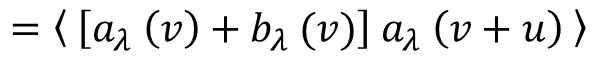 = ⟨ [a_λ (v) + b_λ (v)] a_λ (v + u) ⟩